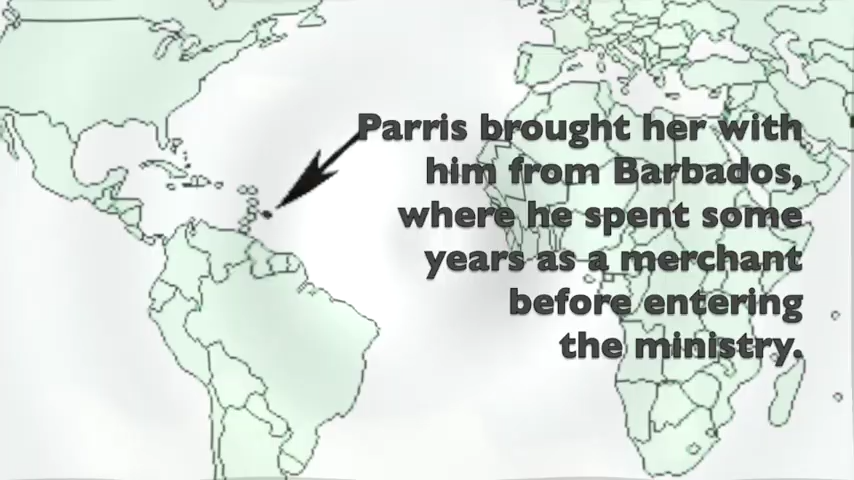 Parris brought her with
him from Barbados,
where he spent some
years as a merchant
before entering
the ministry.